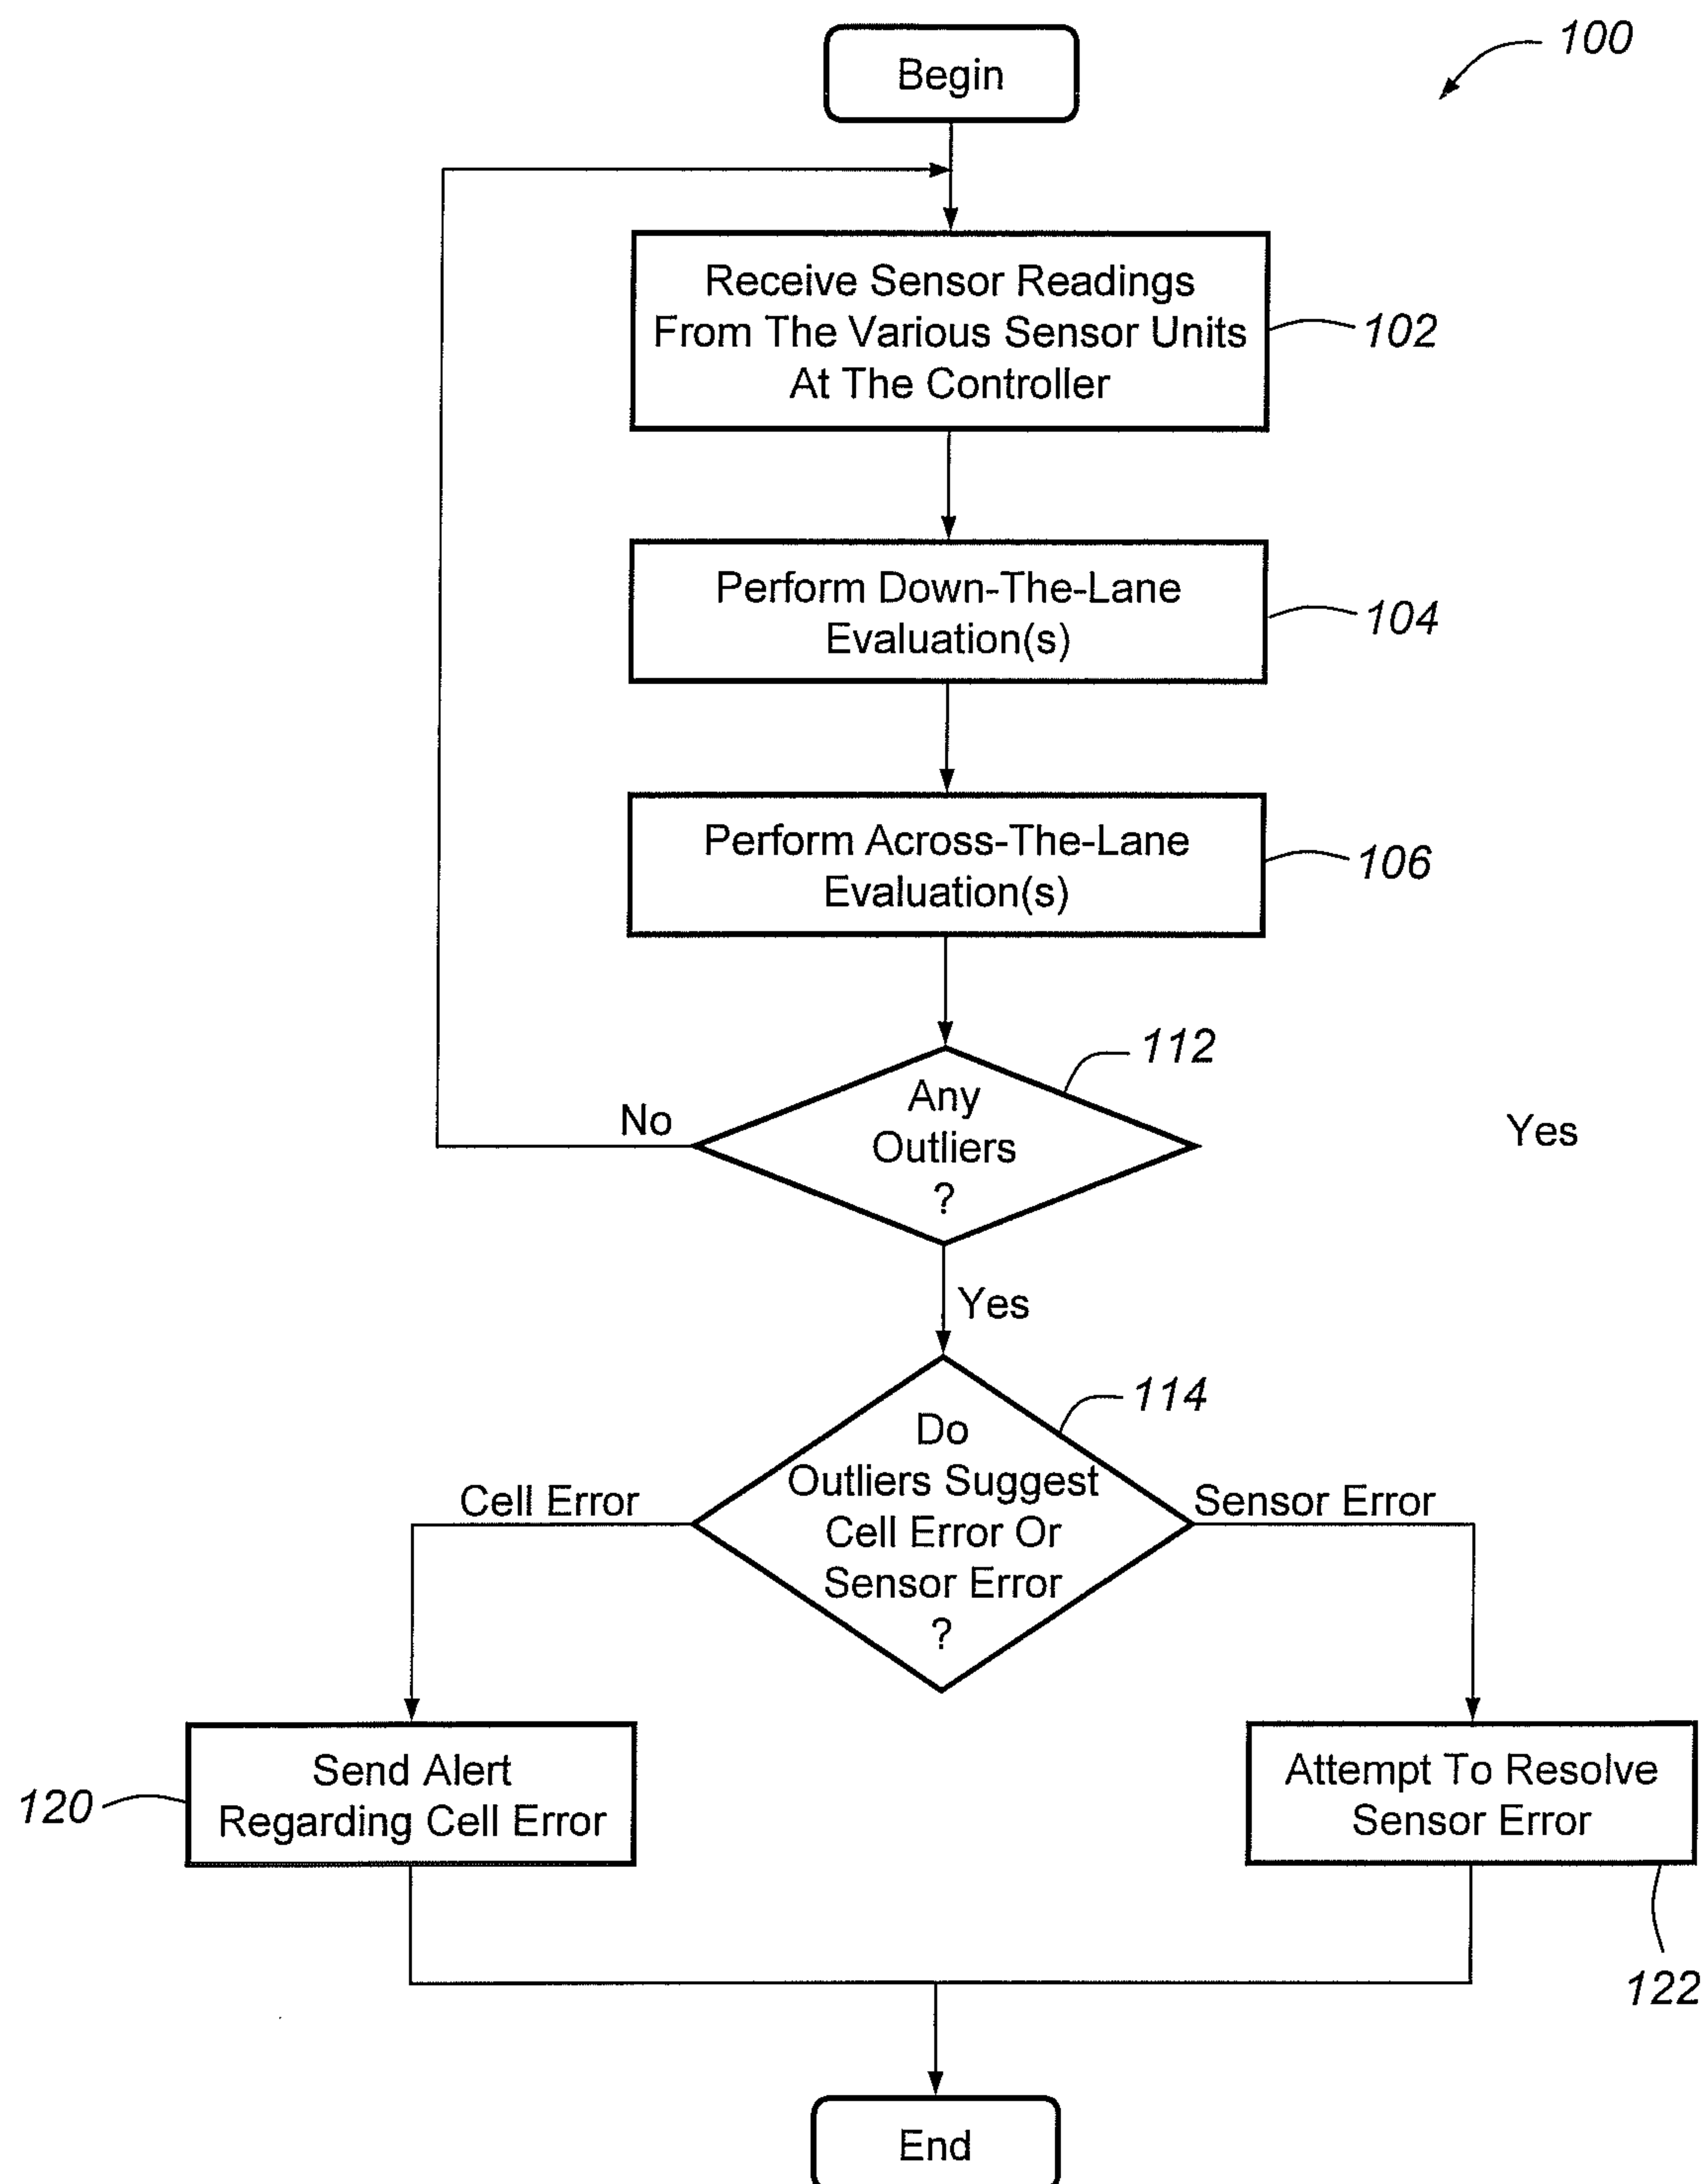 100
Begin
Receive Sensor Readings
From The Various Sensor Units
At The Controller
102
Perform Down-The-Lane
Evaluation(s)
104
Perform Across-The-Lane
Evaluation(s)
106
112
Any
Outliers
?
No
Yes
Yes
114
Do
Outliers Suggest
Cell Error Or
Sensor Error
?
Cell Error
Sensor Error
Send Alert
Regarding Cell Error
120
Attempt To Resolve
Sensor Error
122
End